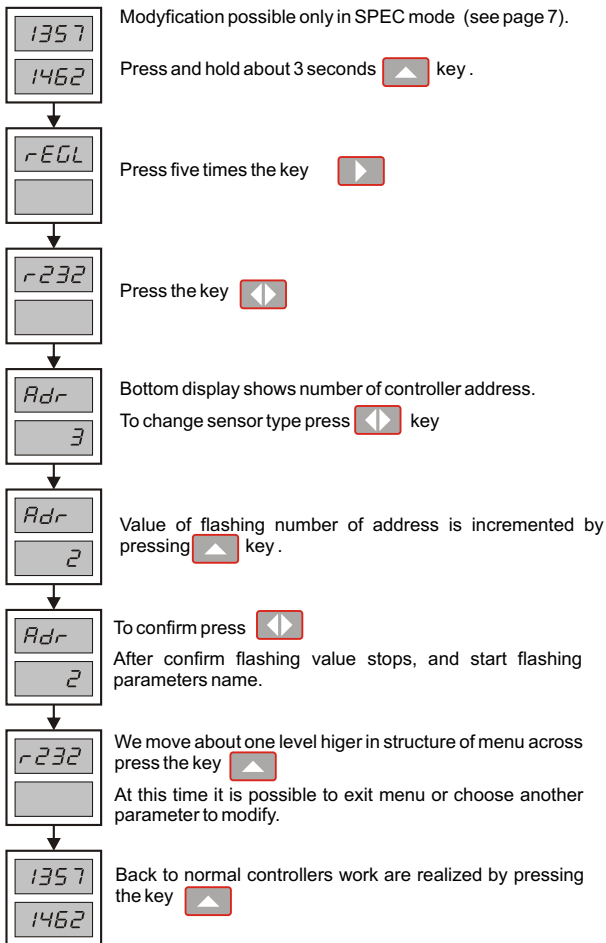 Modyfication possible only in SPEC mode (see page 7).
1357
1462
Press and hold about 3 seconds key .
rEGL
Press five times the key
r232
Press the key
Adr
3
Bottom display shows number of controller address.
To change sensor type press key
Adr
2
Value of flashing number of address is incremented by
pressing key .
Adr
2
To confirm press
After confirm flashing value stops, and start flashing
parameters name.
r232
We move about one level higer in structure of menu across
press the key
At this time it is possible to exit menu or choose another
parameter to modify.
1357
1462
Back to normal controllers work are realized by pressing
the key